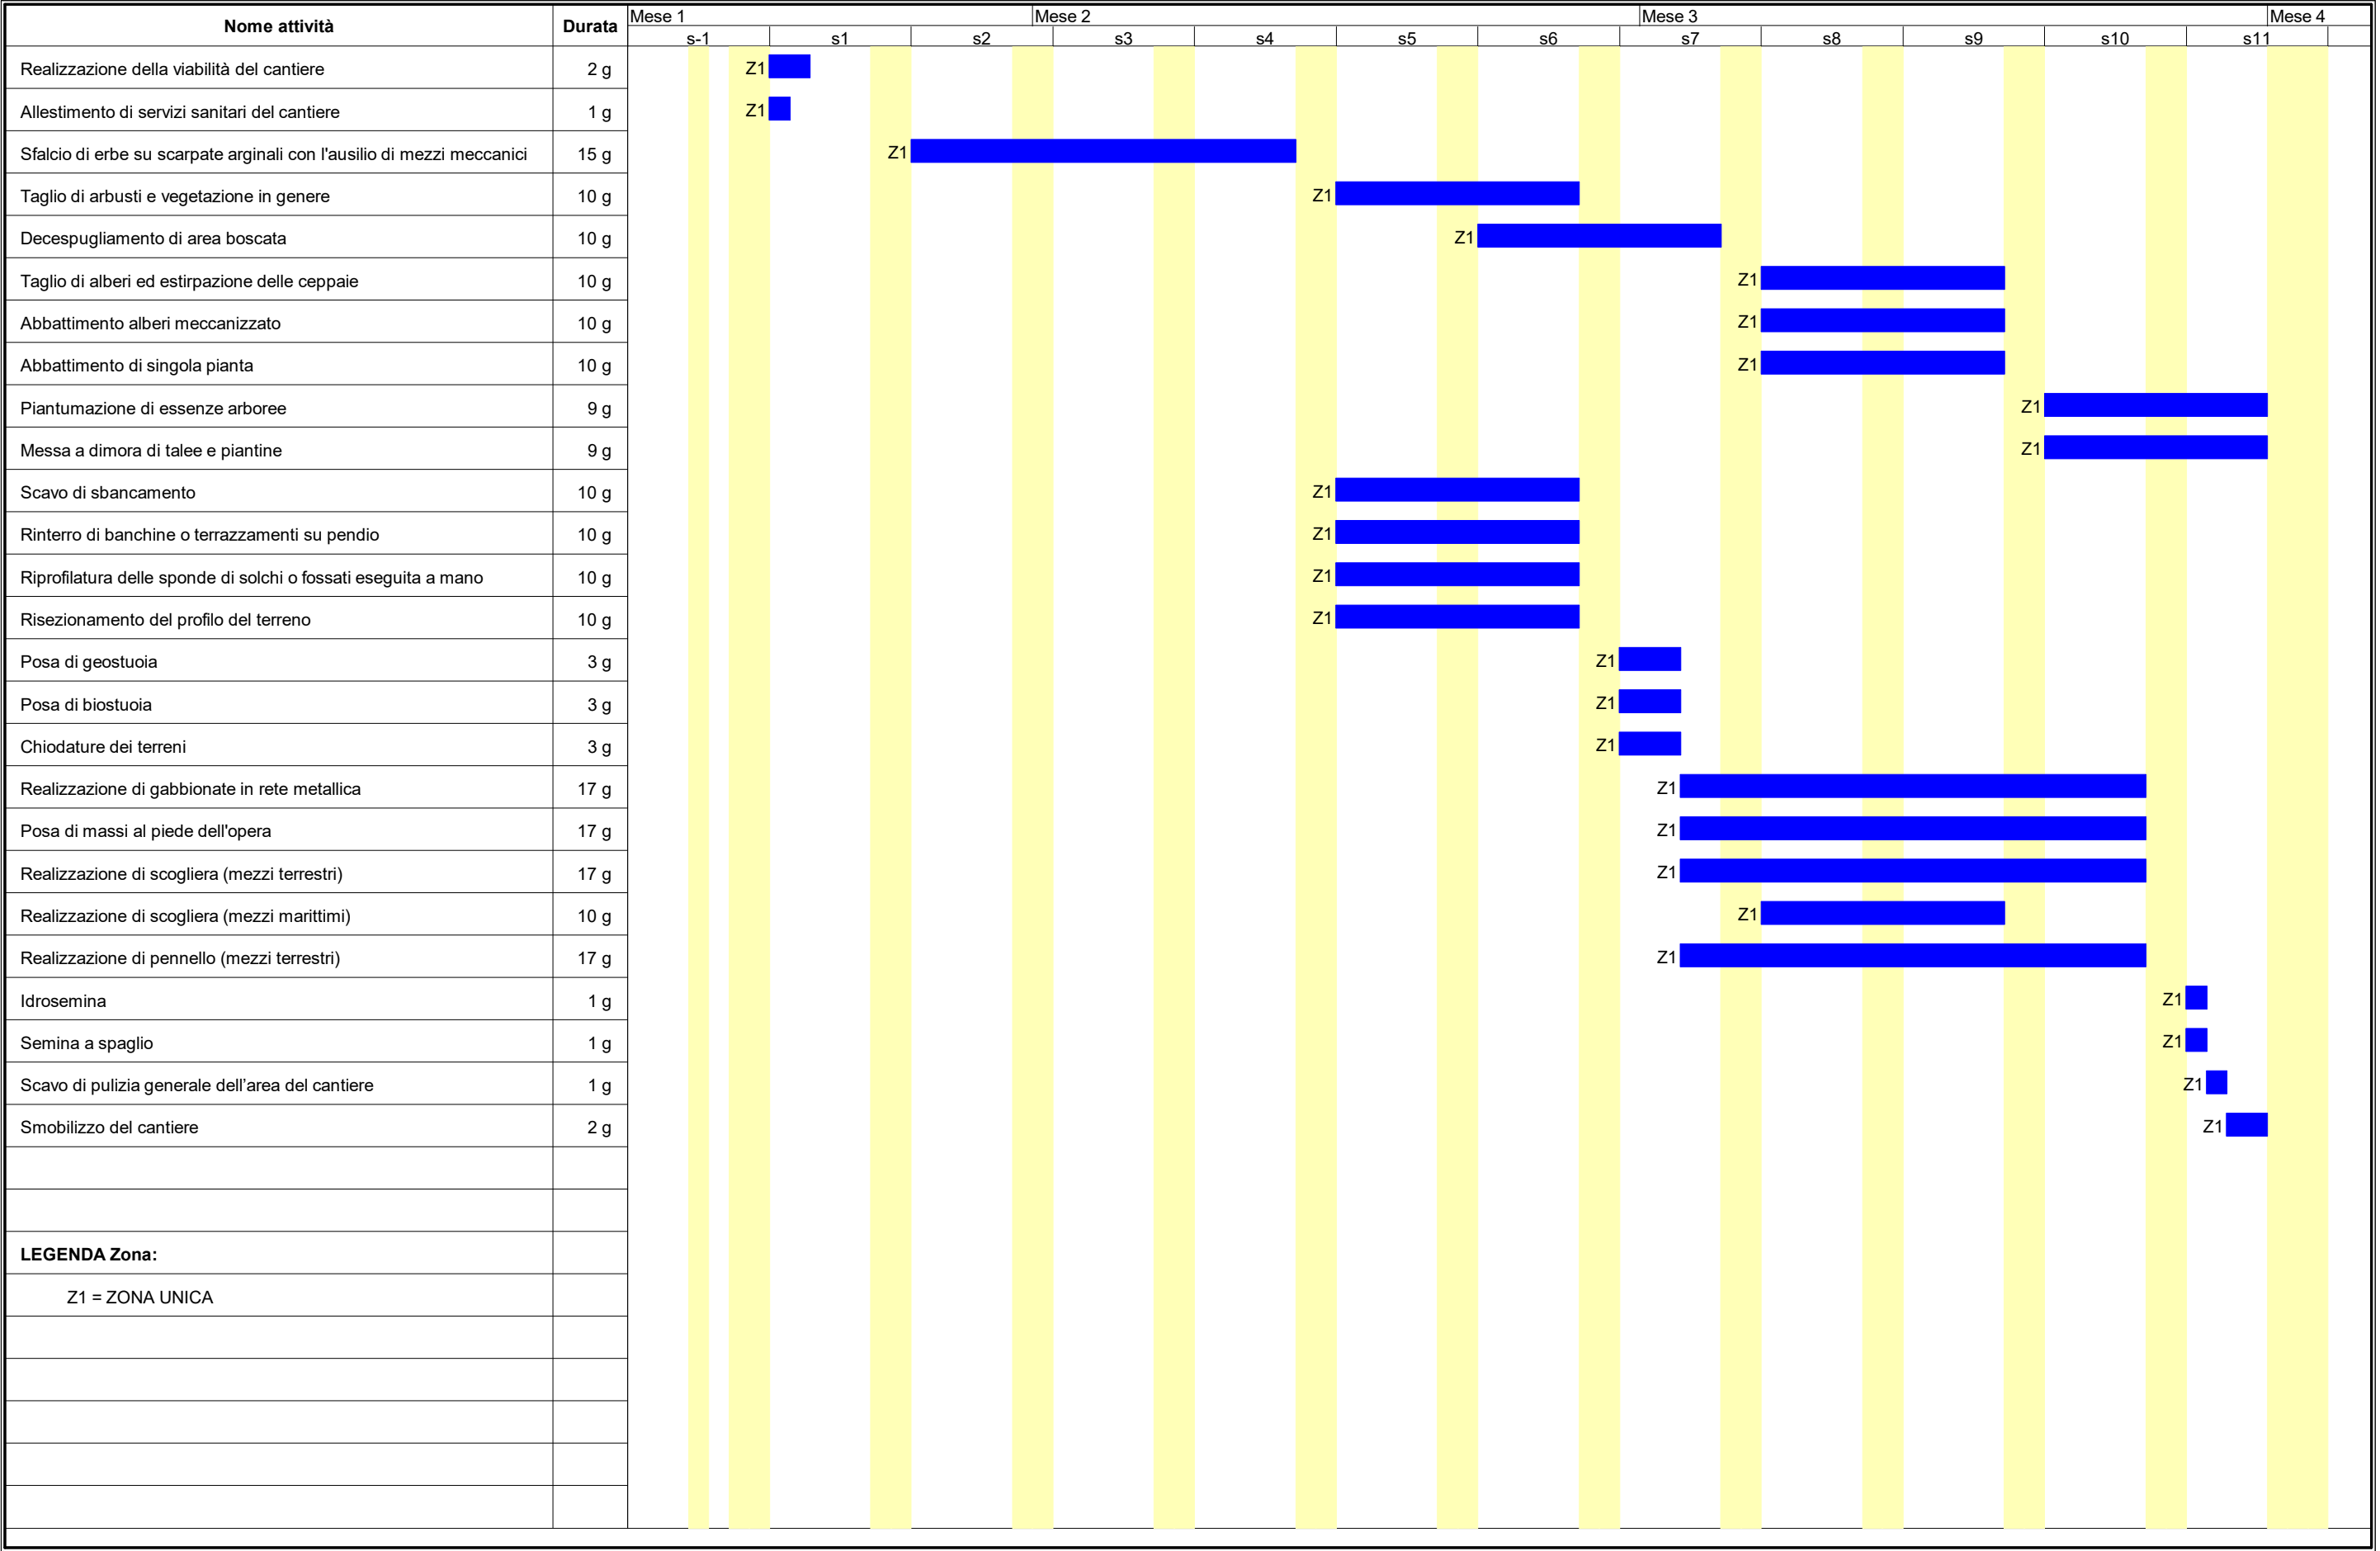 Nome attività Durata Mese 1 Mese 2 Mese 3 Mese 4
s-1 s1 s2 s3 s4 s5 s6 s7 s8 s9 s10 s11
Realizzazione della viabilità del cantiere 2 g Z1
Allestimento di servizi sanitari del cantiere 1 g Z1
Sfalcio di erbe su scarpate arginali con l'ausilio di mezzi meccanici 15 g Z1
Taglio di arbusti e vegetazione in genere 10 g Z1
Decespugliamento di area boscata 10 g Z1
Taglio di alberi ed estirpazione delle ceppaie 10 g Z1
Abbattimento alberi meccanizzato 10 g Z1
Abbattimento di singola pianta 10 g Z1
Piantumazione di essenze arboree 9 g Z1
Messa a dimora di talee e piantine 9 g Z1
Scavo di sbancamento 10 g Z1
Rinterro di banchine o terrazzamenti su pendio 10 g Z1
Riprofilatura delle sponde di solchi o fossati eseguita a mano 10 g Z1
Risezionamento del profilo del terreno 10 g Z1
Posa di geostuoia 3 g Z1
Posa di biostuoia 3 g Z1
Chiodature dei terreni 3 g Z1
Realizzazione di gabbionate in rete metallica 17 g Z1
Posa di massi al piede dell'opera 17 g Z1
Realizzazione di scogliera (mezzi terrestri) 17 g Z1
Realizzazione di scogliera (mezzi marittimi) 10 g Z1
Realizzazione di pennello (mezzi terrestri) 17 g Z1
Idrosemina 1 g Z1
Semina a spaglio 1 g Z1
Scavo di pulizia generale dell'area del cantiere 1 g Z1
Smobilizzo del cantiere 2 g Z1
LEGENDA Zona:
Z1 = ZONA UNICA